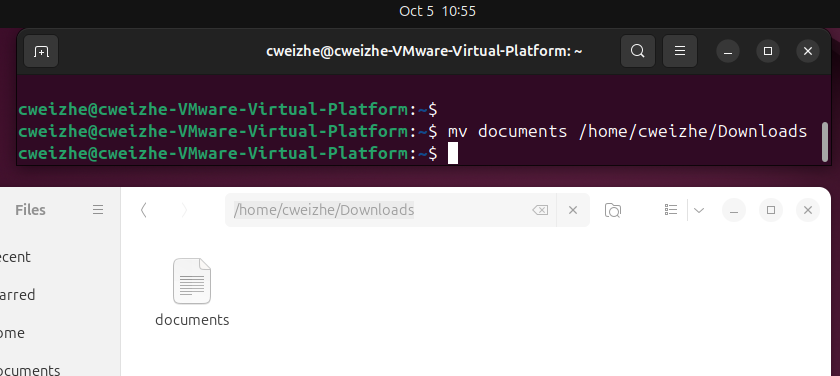 Oct 5 10:55
cweizhe@cweizhe-VMware-Virtual-Platform: ~
cweizhe@cweizhe-VMware-Virtual-Platform:~$
cweizhe@cweizhe-VMware-Virtual-Platform:~$ mv documents /home/cweizhe/Downloads
cweizhe@cweizhe-VMware-Virtual-Platform:~$
Files
/home/cweizhe/Downloads
ecent
arred
ome
ocuments
documents